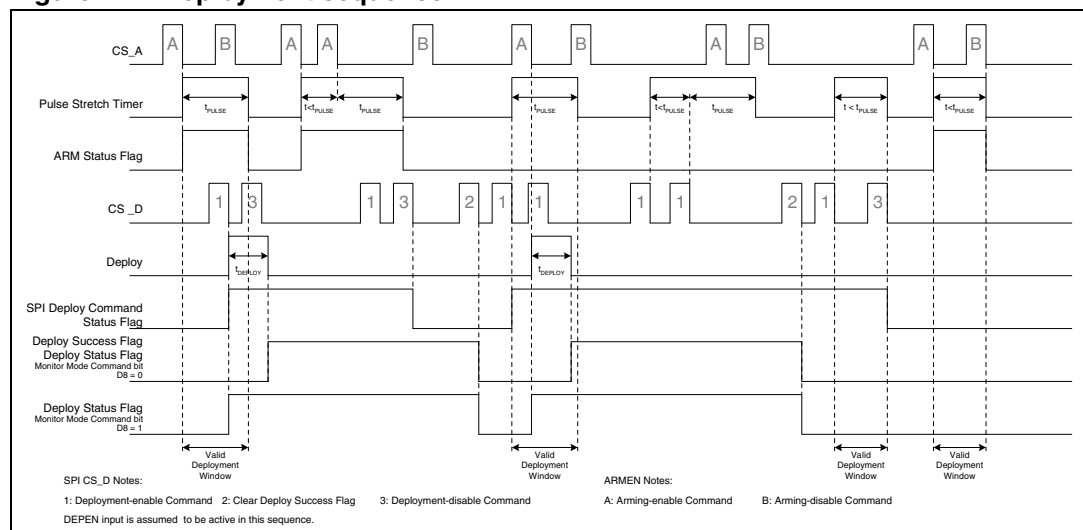 CS_A
A B A A B A B A B A B
Pulse Stretch Timer
tPULSE t<tPULSE tPULSE tPULSE t<tPULSE tPULSE t < tPULSE t<tPULSE
ARM Status Flag
CS _D
1 3 1 3 2 1 1 1 1 2 1 3
Deploy
tDEPLOY tDEPLOY
SPI Deploy Command
Status Flag
Deploy Success Flag
Deploy Status Flag
Monitor Mode Command bit
D8 = 0
Deploy Status Flag
Monitor Mode Command bit
D8 = 1
Valid
Deployment
Window
Valid
Deployment
Window
Valid
Deployment
Window
Valid
Deployment
Window
SPI CS_D Notes:
ARMEN Notes:
1: Deployment-enable Command 2: Clear Deploy Success Flag 3: Deployment-disable Command
A: Arming-enable Command B: Arming-disable Command
DEPEN input is assumed to be active in this sequence.